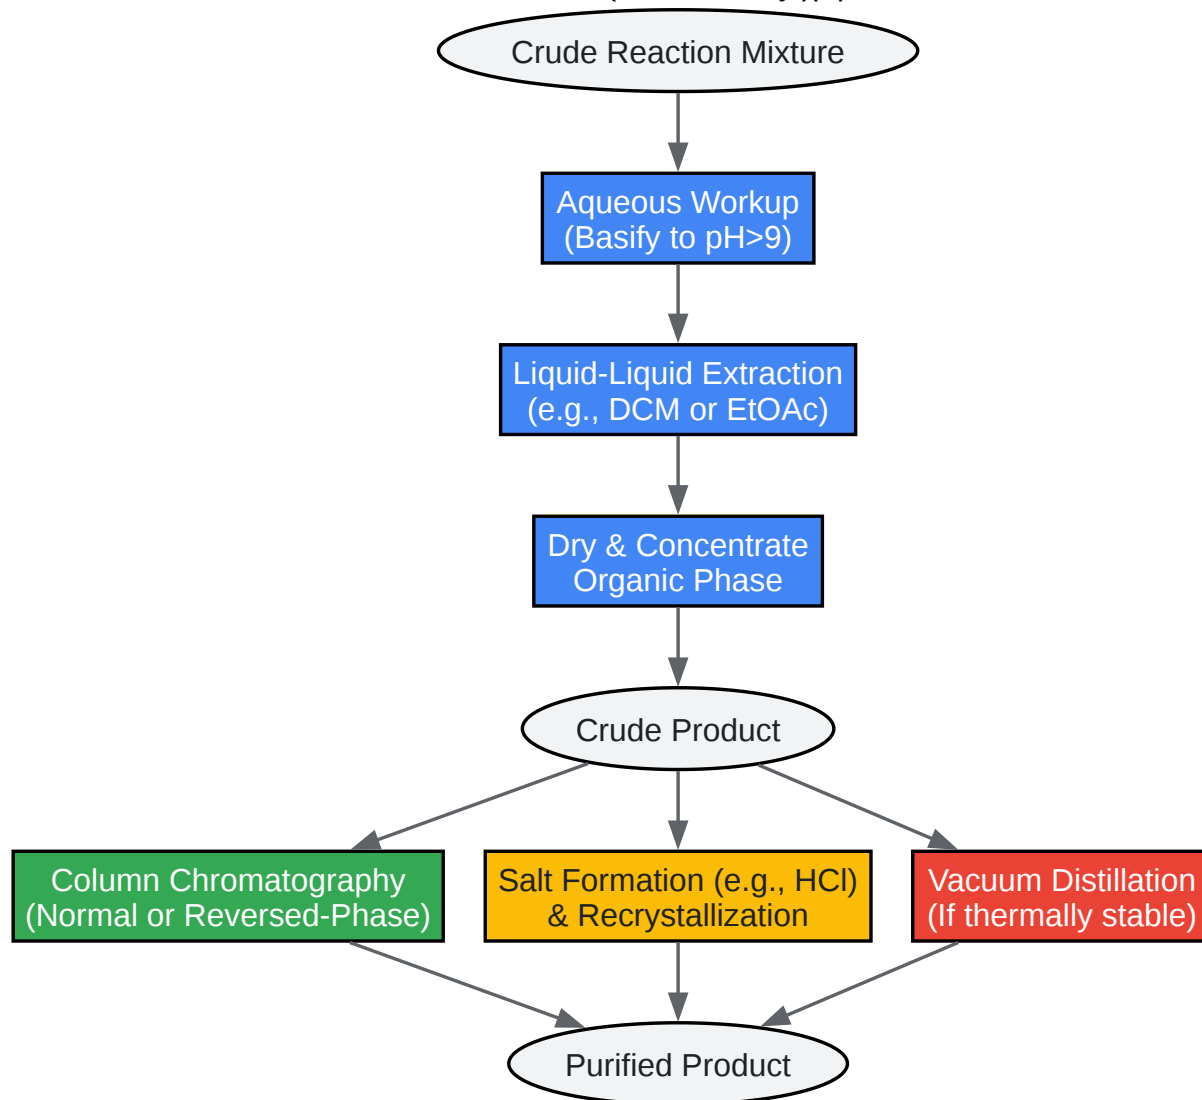 Crude Reaction Mixture
Aqueous Workup
(Basify to pH>9)
Liquid-Liquid Extraction
(e.g., DCM or EtOAc)
Dry & Concentrate
Organic Phase
Crude Product
Column Chromatography
(Normal or Reversed-Phase)
Salt Formation (e.g., HCl)
& Recrystallization
Vacuum Distillation
(If thermally stable)
Purified Product